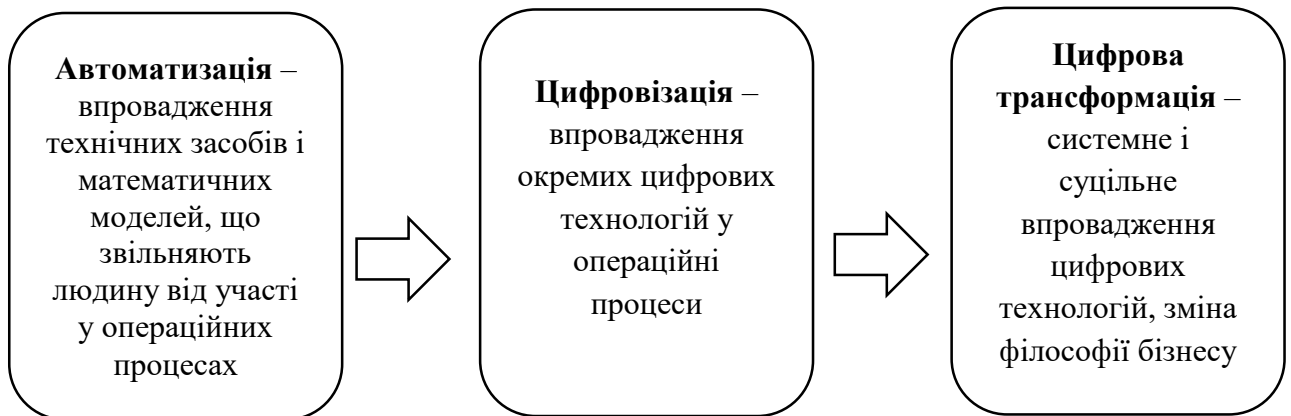 Автоматизація –
впровадження
технічних засобів і
математичних
моделей, що
звільняють
людину від участі
у операційних
процесах
Цифровізація –
впровадження
окремих цифрових
технологій у
операційні
процеси
Цифрова
трансформація –
системне і
суцільне
впровадження
цифрових
технологій, зміна
філософії бізнесу